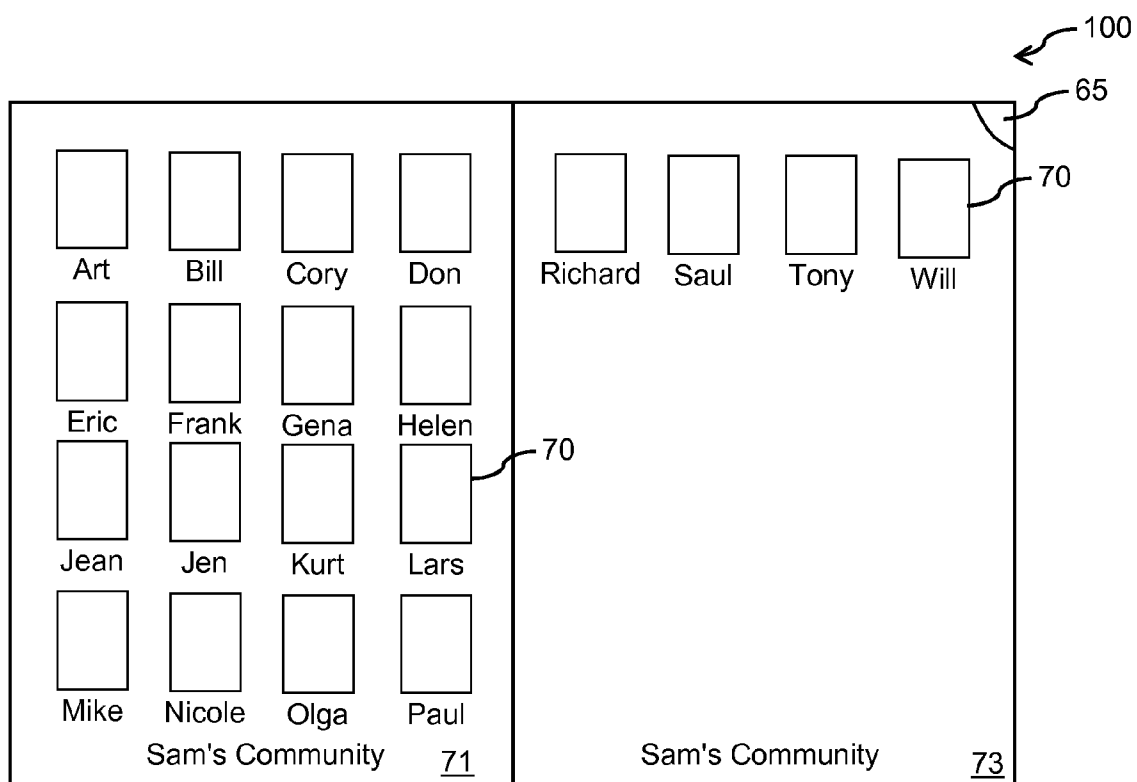 100
65
70
Art Bill Cory Don
Richard Saul Tony Will
Eric Frank Gena Helen
70
Jean Jen Kurt Lars
Mike Nicole Olga Paul
Sam's Community 71
Sam's Community 73